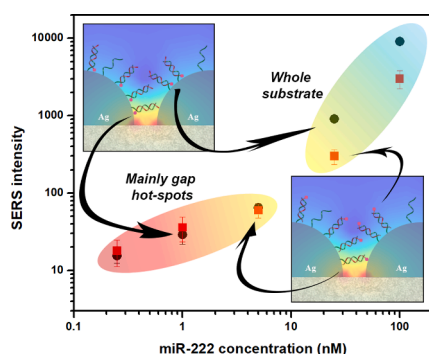 10000
1000
100
10
SERS intensity
Ag
Ag
Whole
substrate
Mainly gap
hot-spots
Ag
Ag
0.1
1
10
100
miR-222 concentration (nM)